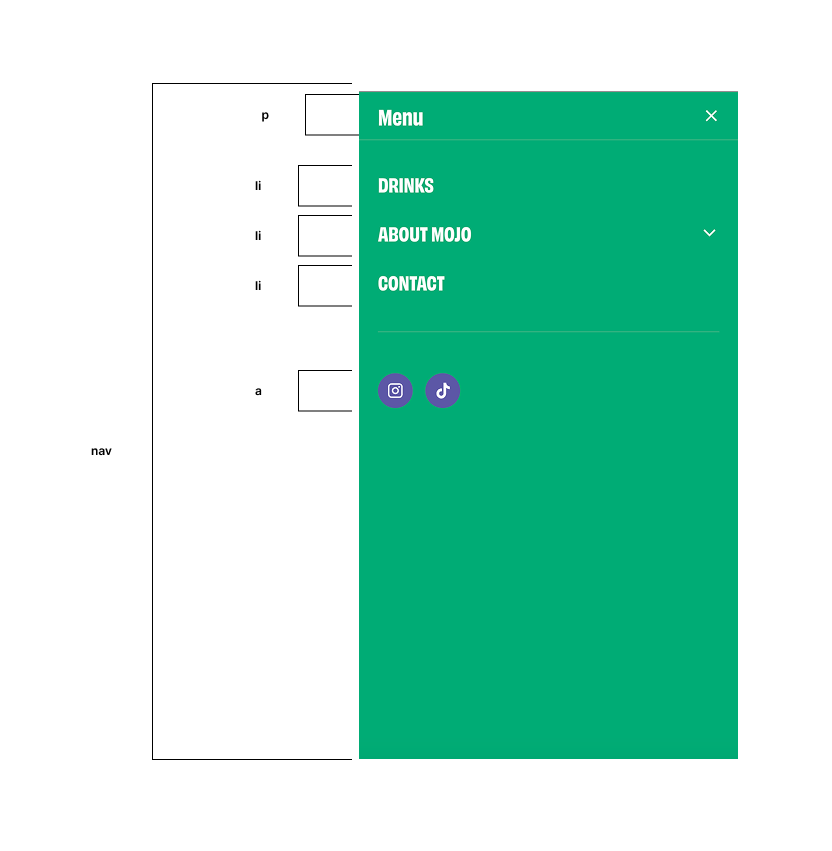 p
Menu
li
DRINKS
li
ABOUT MOJO
li
CONTACT
a
nav